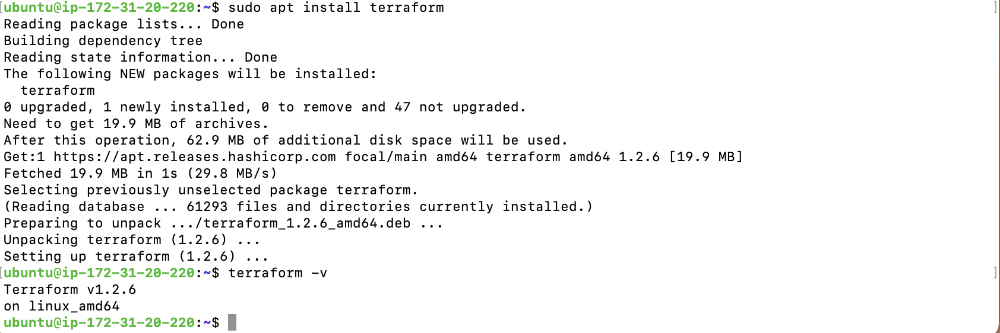 ubuntu@ip-172-31-20-220:~$ sudo apt install terraform
Reading package lists... Done
Building dependency tree
Reading state information... Done
The following NEW packages will be installed:
  terraform
0 upgraded, 1 newly installed, 0 to remove and 47 not upgraded.
Need to get 19.9 MB of archives.
After this operation, 62.9 MB of additional disk space will be used.
Get:1 https://apt.releases.hashicorp.com focal/main amd64 terraform amd64 1.2.6 [19.9 MB]
Fetched 19.9 MB in 1s (29.8 MB/s)
Selecting previously unselected package terraform.
(Reading database ... 61293 files and directories currently installed.)
Preparing to unpack .../terraform_1.2.6_amd64.deb ...
Unpacking terraform (1.2.6) ...
Setting up terraform (1.2.6) ...
ubuntu@ip-172-31-20-220:~$ terraform -v
Terraform v1.2.6
on linux_amd64
ubuntu@ip-172-31-20-220:~$